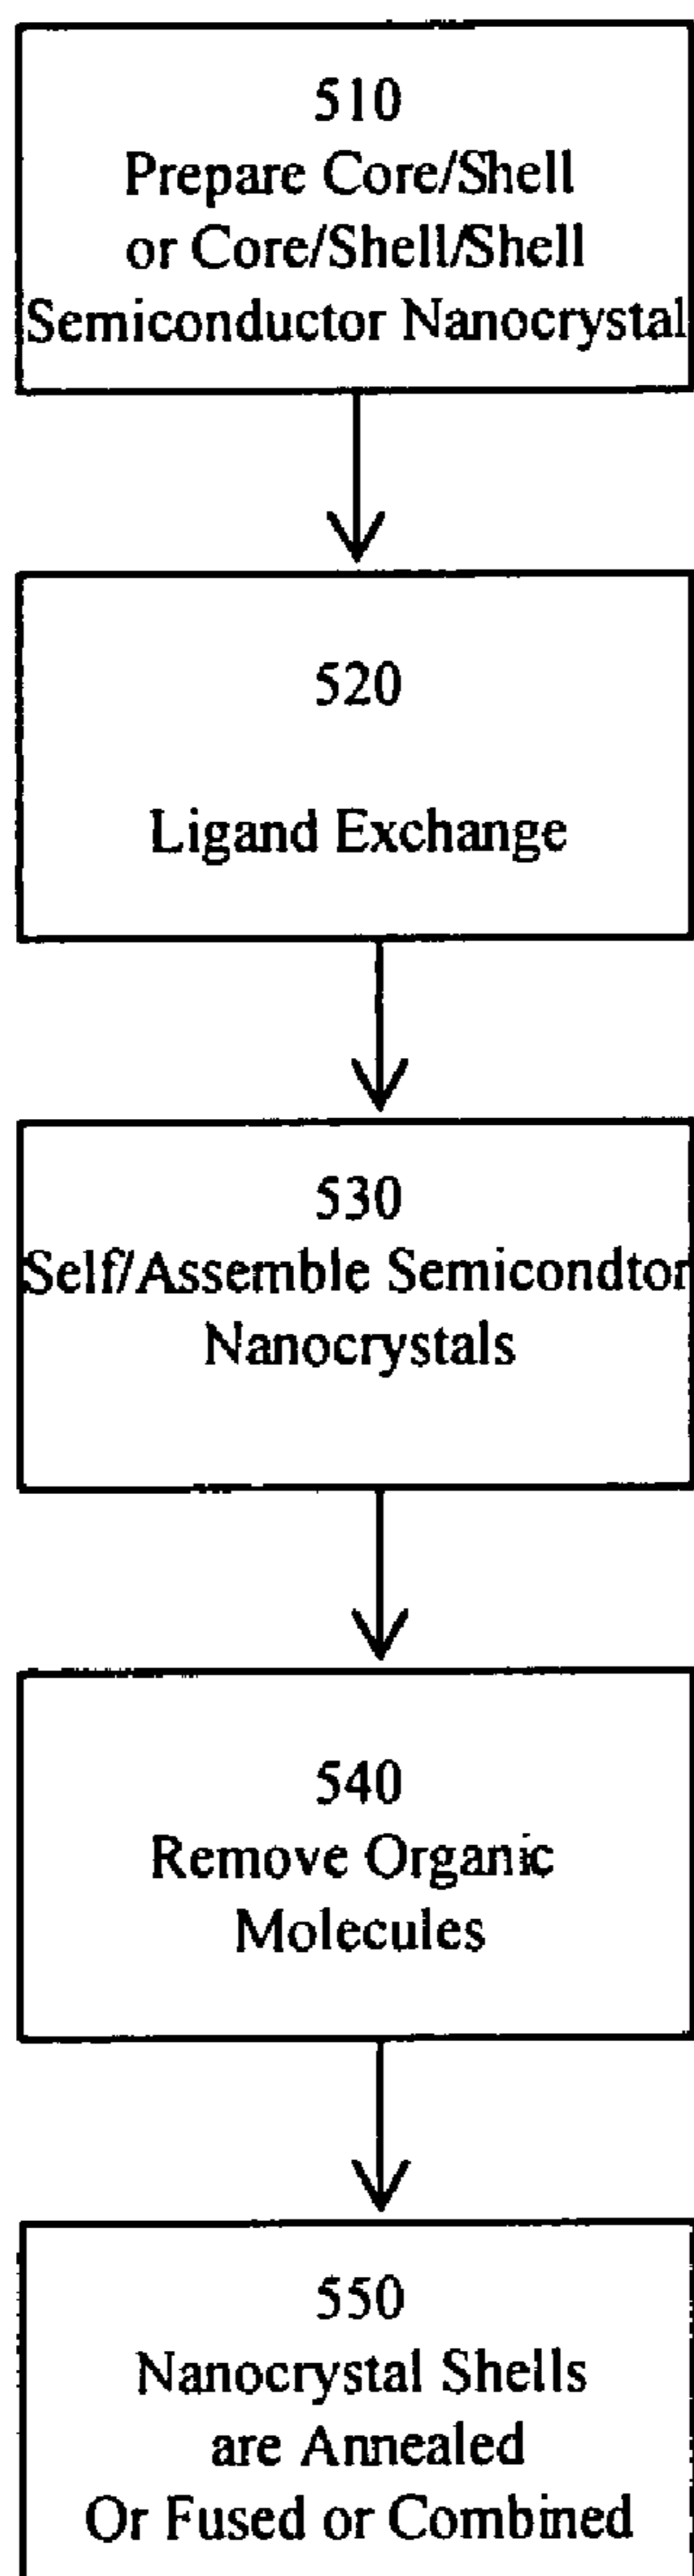 510
Prepare Core/Shell
or Core/Shell/Shell
Semiconductor Nanocrystal
520
Ligand Exchange
530
Self/Assemble Semicondtor
Nanocrystals
540
Remove Organic
Molecules
550
Nanocrystal Shells
are Annealed
Or Fused or Combined